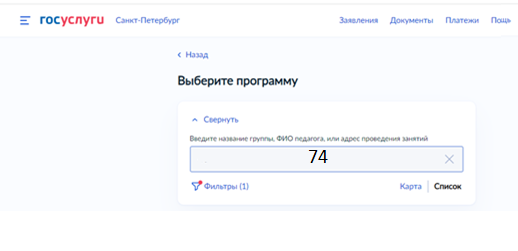 госуслуги Санкт-Петербург Заявления Документы Платежи
Назад
Выберите программу
Свернуть
Введите название группы, ФИО педагога, или адрес проведения занятий
74
Фильтры (1) Карта Список